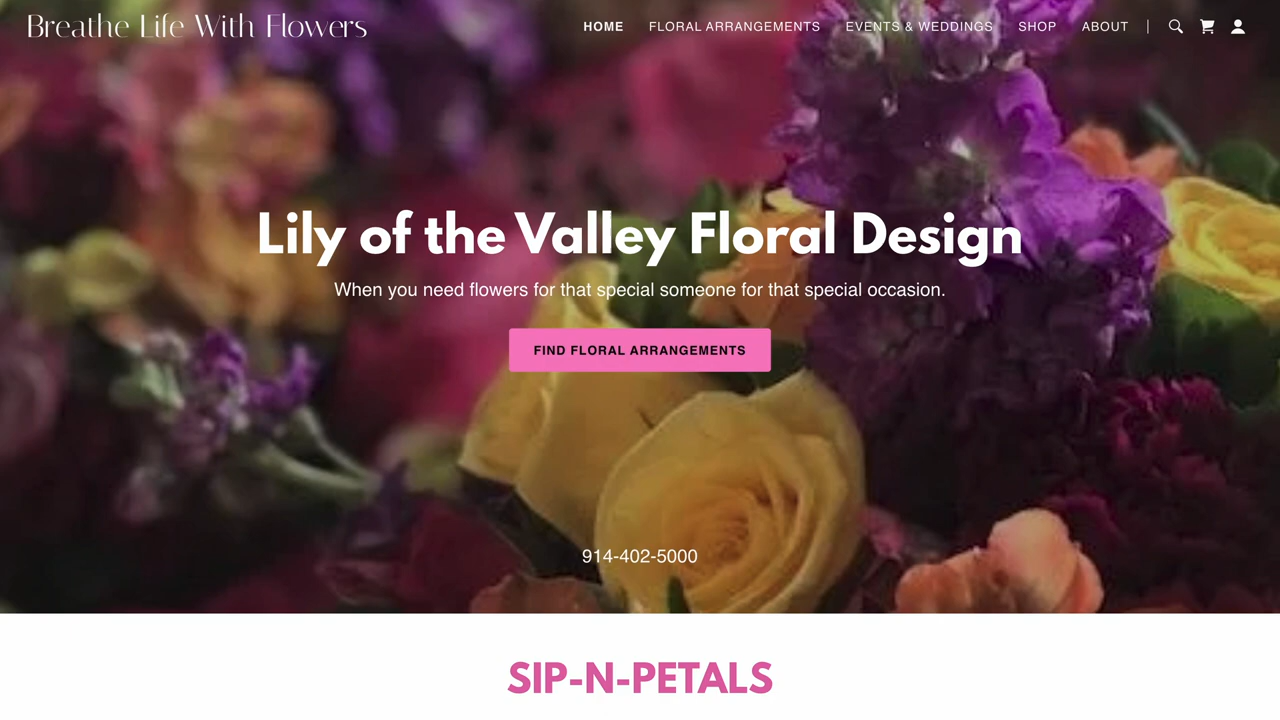 Breathe Life With Flowers
HOME FLORAL ARRANGEMENTS EVENTS & WEDDINGS SHOP ABOUT
Lily of the Valley Floral Design
When you need flowers for that special someone for that special occasion.
FIND FLORAL ARRANGEMENTS
914-402-5000
SIP-N-PETALS